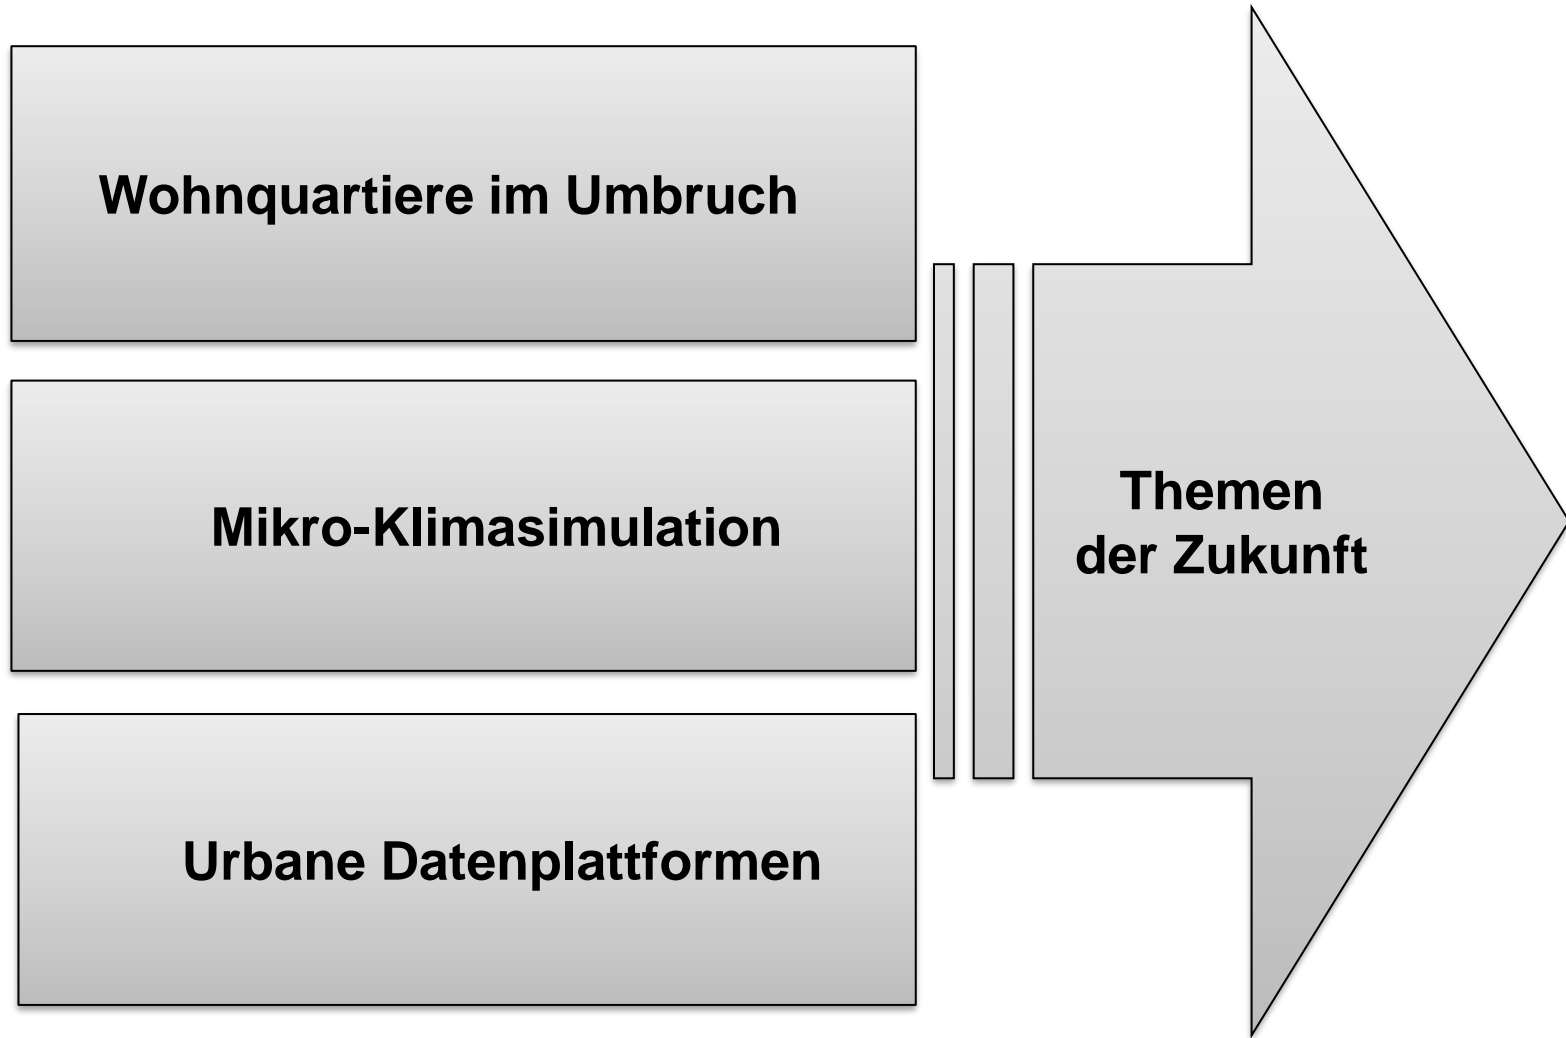 Wohnquartiere im Umbruch
Mikro-Klimasimulation
Urbane Datenplattformen
Themen
der Zukunft